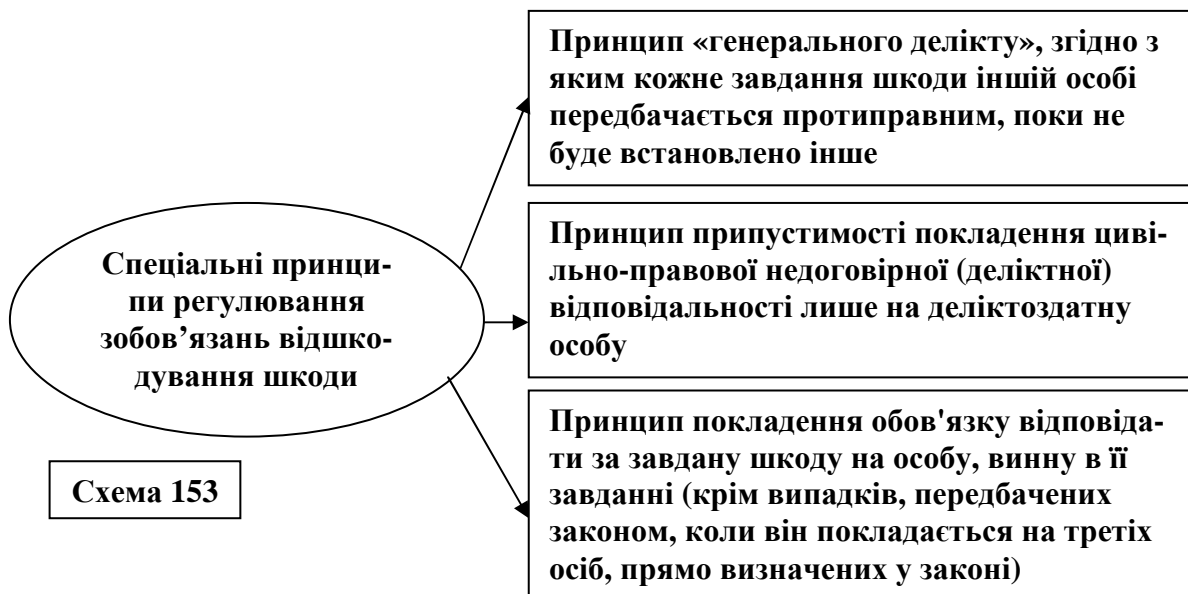 Принцип «генерального делікту», згідно з
яким кожне завдання шкоди іншій особі
передбачається протиправним, поки не
буде встановлено інше
Спеціальні принци-
пи регулювання
зобов’язань відшко-
дування шкоди
Принцип припустимості покладення циві-
льно-правової недоговірної (деліктної)
відповідальності лише на деліктоздатну
особу
Принцип покладення обов'язку відповіда-
ти за завдану шкоду на особу, винну в її
завданні (крім випадків, передбачених
законом, коли він покладається на третіх
осіб, прямо визначених у законі)
Схема 153